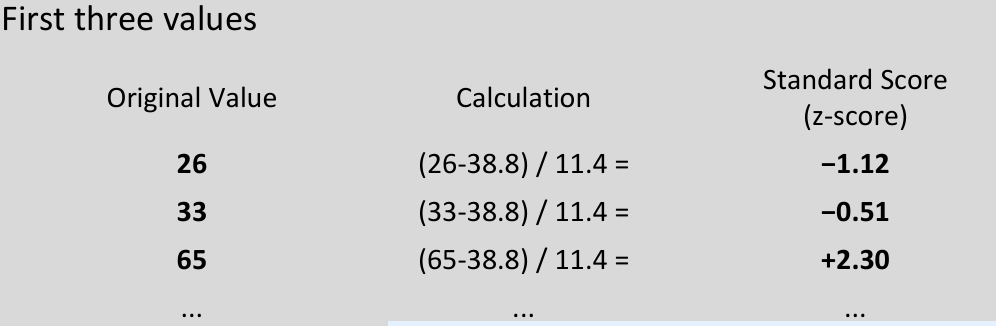 First three values
Original Value Calculation Standard Score
(z-score)
26 (26-38.8) / 11.4 = −1.12
33 (33-38.8) / 11.4 = −0.51
65 (65-38.8) / 11.4 = +2.30
... ... ...